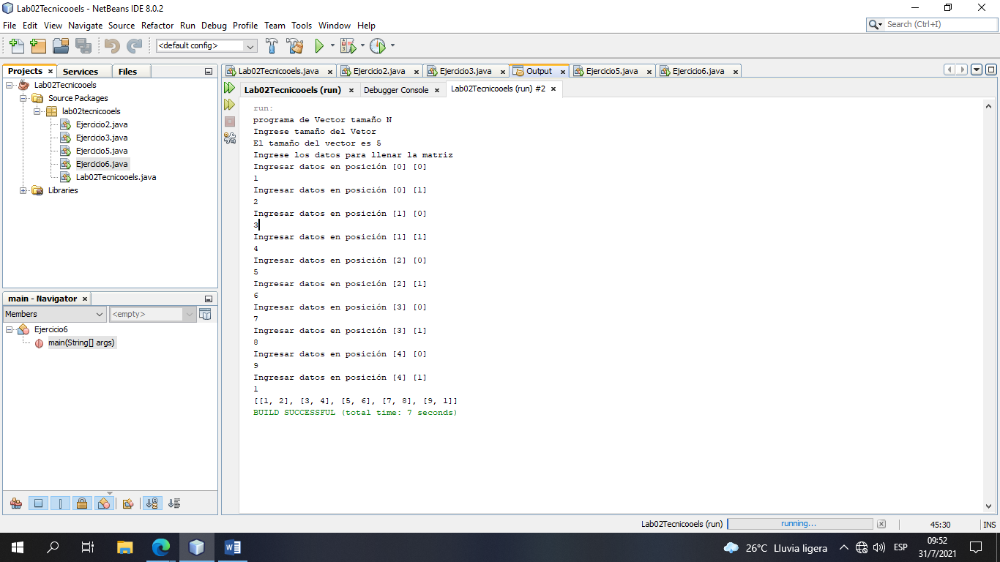 Lab02Tecnicooels - NetBeans IDE 8.0.2
File Edit View Navigate Source Refactor Run Debug Profile Team Tools Window Help
Search (Ctrl+I)
<default config>
Projects Services Files
Lab02Tecnicooels
Source Packages
lab02tecnicooels
Ejercicio2.java
Ejercicio3.java
Ejercicio5.java
Ejercicio6.java
Lab02Tecnicooels.java
Libraries
main - Navigator
Members <empty>
Ejercicio6
main(String[] args)
Lab02Tecnicooels.java Ejercicio2.java Ejercicio3.java Output Ejercicio5.java Ejercicio6.java
Lab02Tecnicooels (run) Debugger Console Lab02Tecnicooels (run) #2
run:
programa de Vector tamaño N
Ingrese tamaño del Vetor
El tamaño del vector es 5
Ingrese los datos para llenar la matriz
Ingresar datos en posición [0] [0]
1
Ingresar datos en posición [0] [1]
2
Ingresar datos en posición [1] [0]
3
Ingresar datos en posición [1] [1]
4
Ingresar datos en posición [2] [0]
5
Ingresar datos en posición [2] [1]
6
Ingresar datos en posición [3] [0]
7
Ingresar datos en posición [3] [1]
8
Ingresar datos en posición [4] [0]
9
Ingresar datos en posición [4] [1]
1
[[1, 2], [3, 4], [5, 6], [7, 8], [9, 1]]
BUILD SUCCESSFUL (total time: 7 seconds)
Lab02Tecnicooels (run) running... 45:30 INS
26°C Lluvia ligera ESP 09:52
31/7/2021